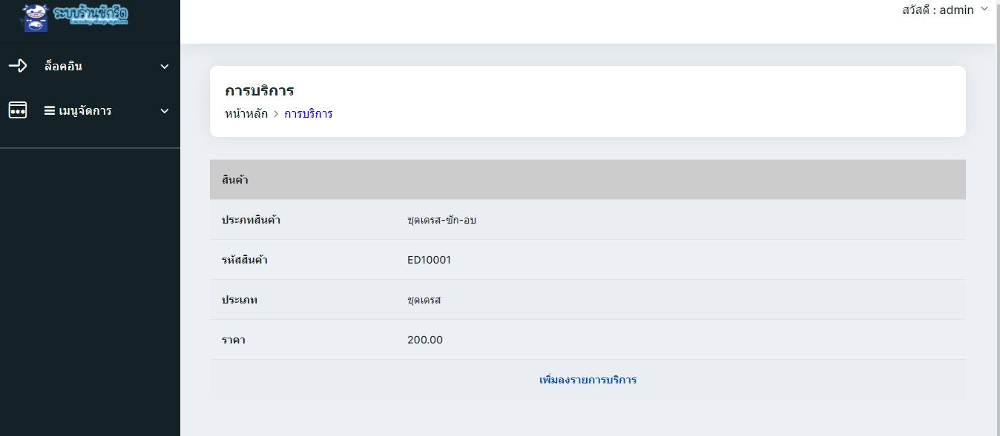 ระบบร้านซักรีด
Laundry shop system
สวัสดี : admin
ล็อคอิน
เมนูจัดการ
การบริการ
หน้าหลัก > การบริการ
สินค้า
ประภทสินค้า ชุดเดรส-ซัก-อบ
รหัสสินค้า ED10001
ประเภท ชุดเดรส
ราคา 200.00
เพิ่มลงรายการบริการ